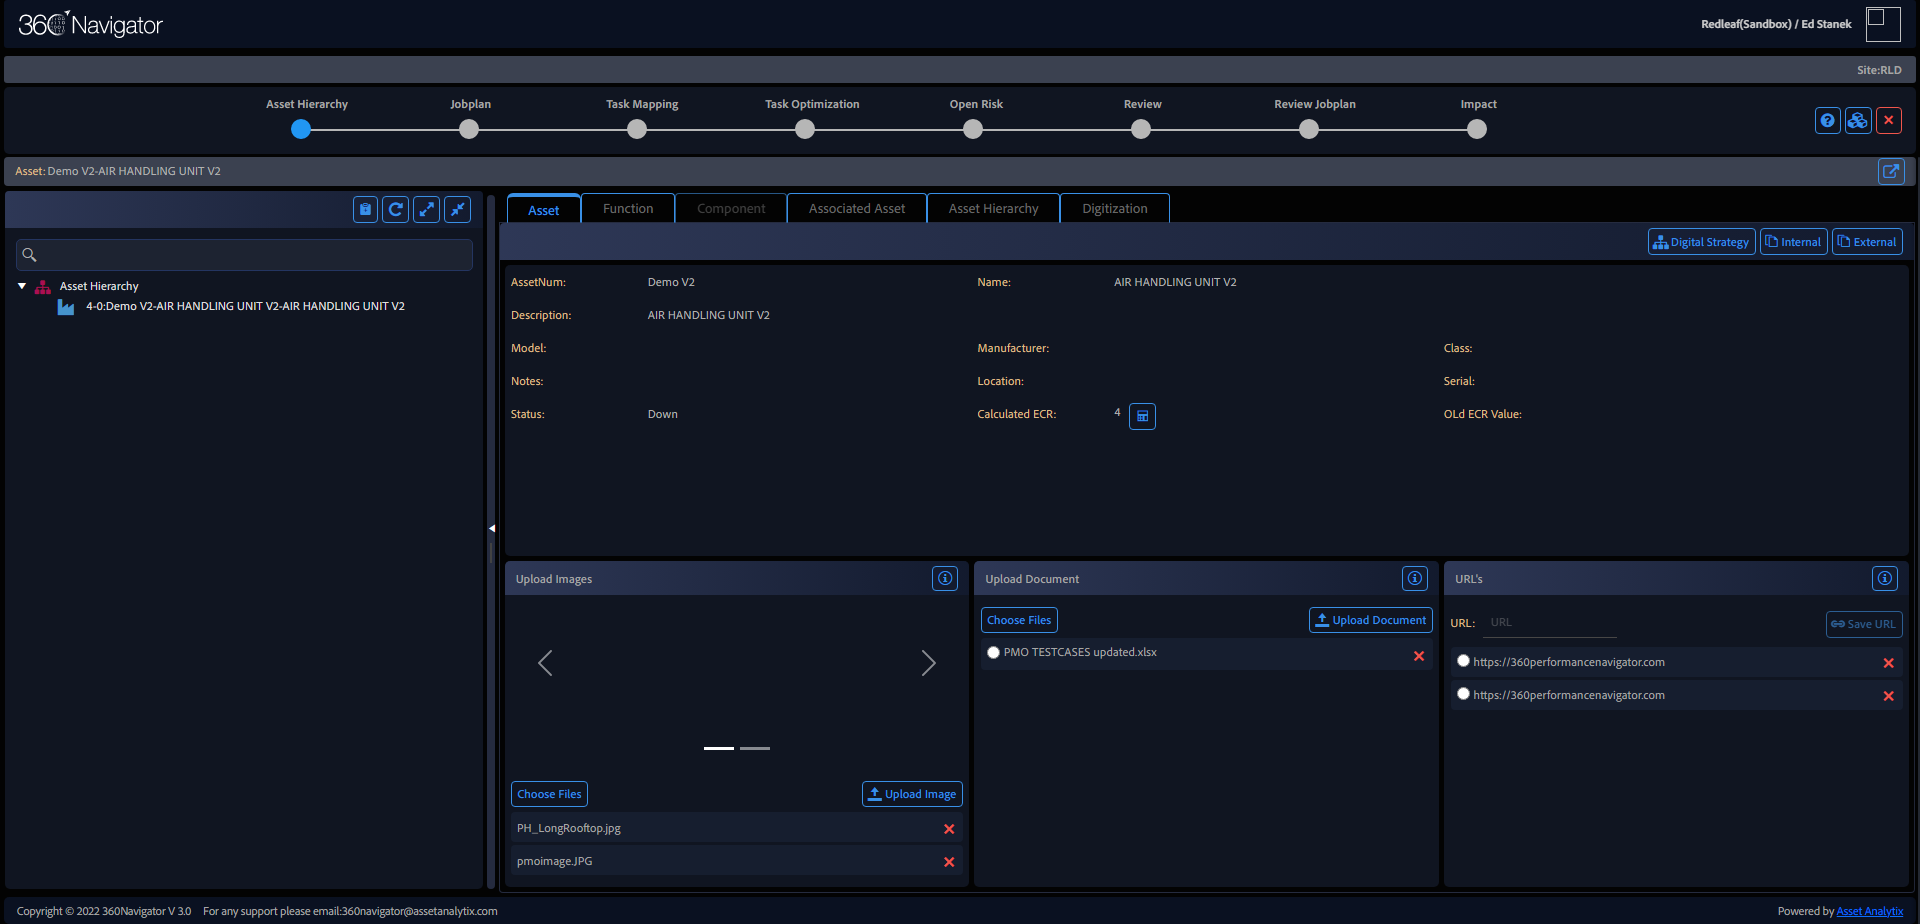 360 Navigator
Redleaf(Sandbox) / Ed Stanek
Site:RLD
Asset Hierarchy Jobplan Task Mapping Task Optimization Open Risk Review Review Jobplan Impact
Asset: Demo V2-AIR HANDLING UNIT V2
Asset Function Component Associated Asset Asset Hierarchy Digitization
Digital Strategy Internal External
Asset Hierarchy
4-0:Demo V2-AIR HANDLING UNIT V2-AIR HANDLING UNIT V2
AssetNum: Demo V2 Name: AIR HANDLING UNIT V2
Description: AIR HANDLING UNIT V2
Model: Manufacturer: Class:
Notes: Location: Serial:
Status: Down Calculated ECR: 4 OLd ECR Value:
Upload Images
Choose Files Upload Image
PH_LongRooftop.jpg
pmoimage.JPG
Upload Document
Choose Files Upload Document
PMO TESTCASES updated.xlsx
URL's
URL: URL Save URL
https://360performancenavigator.com
https://360performancenavigator.com
Copyright © 2022 360Navigator V 3.0 For any support please email:360navigator@assetanalytix.com
Powered by Asset Analytix